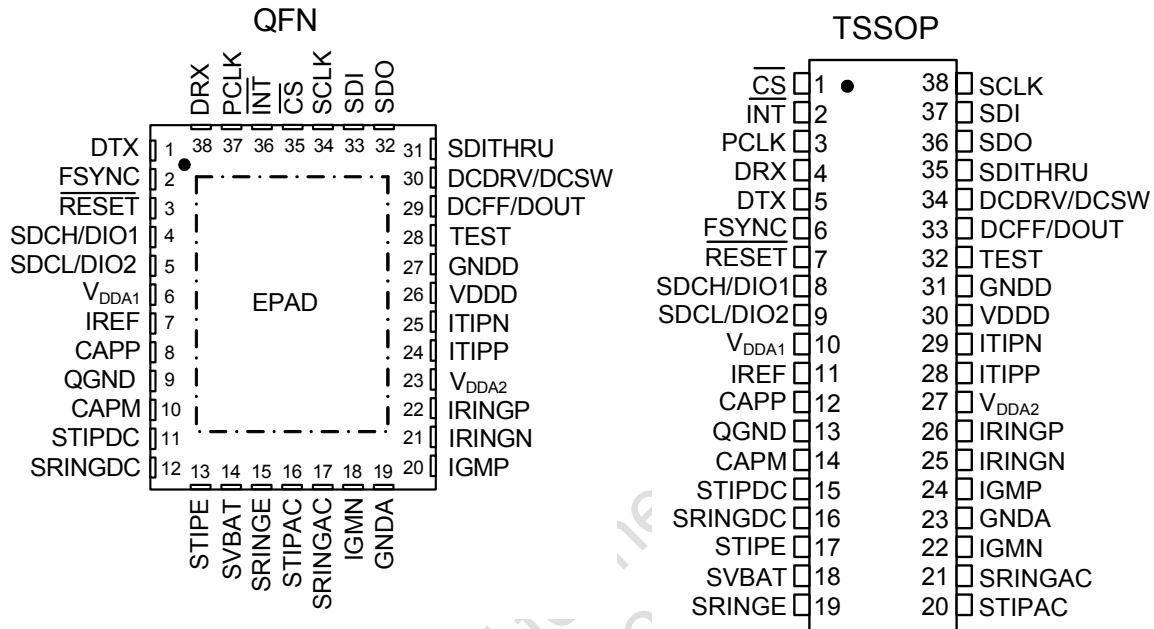 QFN
DRX
PCLK
INT
CS
SCLK
SDI
SDO
38 37 36 35 34 33 32
DTX 1
FSYNC 2
RESET 3
SDCH/DIO1 4
SDCL/DIO2 5
VDDA1 6
IREF 7
CAPP 8
QGND 9
CAPM 10
STIPDC 11
SRINGDC 12
EPAD
31 SDITHRU
30 DCDRV/DCSW
29 DCFF/DOUT
28 TEST
27 GNDD
26 VDDD
25 ITIPN
24 ITIPP
23 VDDA2
22 IRINGP
21 IRINGN
20 IGMP
13 14 15 16 17 18 19
STIPE
SVBAT
SRINGE
STIPAC
SRINGAC
IGMN
GNDA
TSSOP
CS 1
INT 2
PCLK 3
DRX 4
DTX 5
FSYNC 6
RESET 7
SDCH/DIO1 8
SDCL/DIO2 9
VDDA1 10
IREF 11
CAPP 12
QGND 13
CAPM 14
STIPDC 15
SRINGDC 16
STIPE 17
SVBAT 18
SRINGE 19
38 SCLK
37 SDI
36 SDO
35 SDITHRU
34 DCDRV/DCSW
33 DCFF/DOUT
32 TEST
31 GNDD
30 VDDD
29 ITIPN
28 ITIPP
27 VDDA2
26 IRINGP
25 IRINGN
24 IGMP
23 GNDA
22 IGMN
21 SRINGAC
20 STIPAC